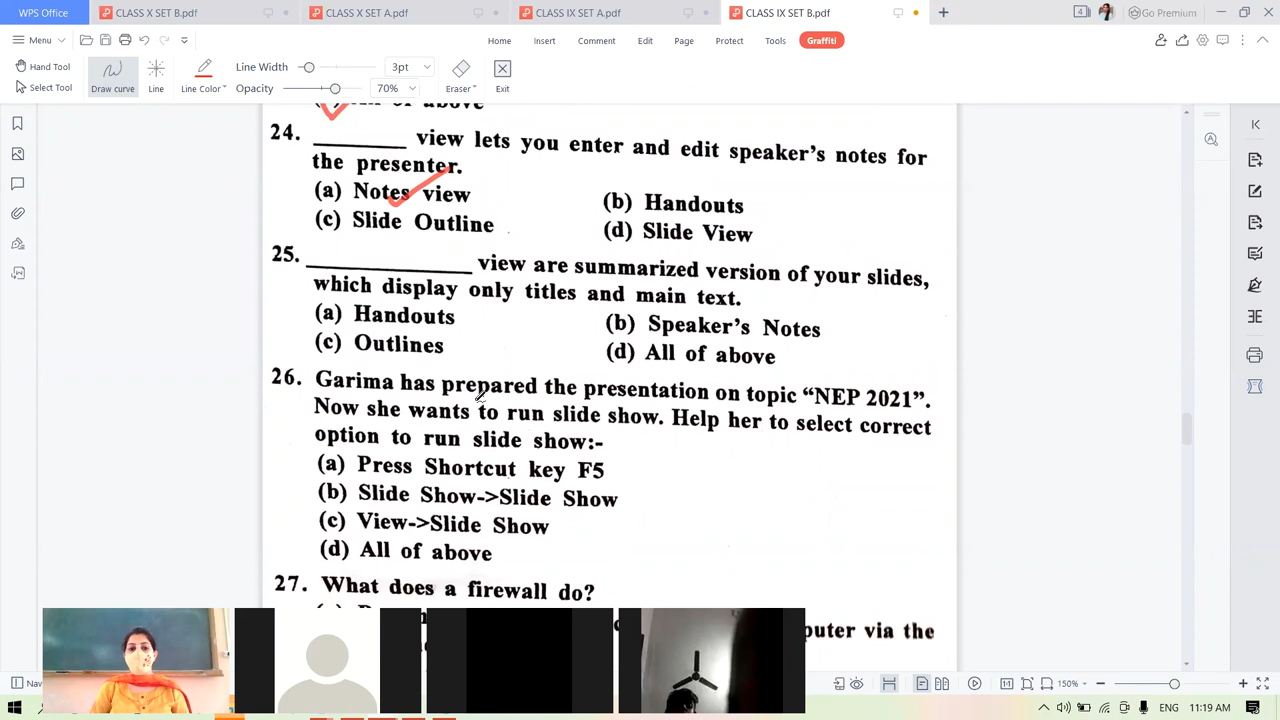 WPS Office
CLASS X SET B.pdf
CLASS X SET C.pdf
CLASS IX SET B.pdf
CLASS IX SET B.pdf
4
Go Premium
Menu
Home
Insert
Comment
Edit
Page
Protect
Tools
Graffiti
Hand Tool
Select Tool
Draw curve
Line
Line Color
Line Width
3pt
Opacity
70%
Eraser
Exit
of above
24. ________ view lets you enter and edit speaker's notes for
the presenter.
(a) Notes view
(b) Handouts
(c) Slide Outline
(d) Slide View
25. ______________ view are summarized version of your slides,
which display only titles and main text.
(a) Handouts
(b) Speaker's Notes
(c) Outlines
(d) All of above
26. Garima has prepared the presentation on topic “NEP 2021”.
Now she wants to run slide show. Help her to select correct
option to run slide show:-
(a) Press Shortcut key F5
(b) Slide Show->Slide Show
(c) View->Slide Show
(d) All of above
27. What does a firewall do?
puter via the
Nav
150%
11:19 AM